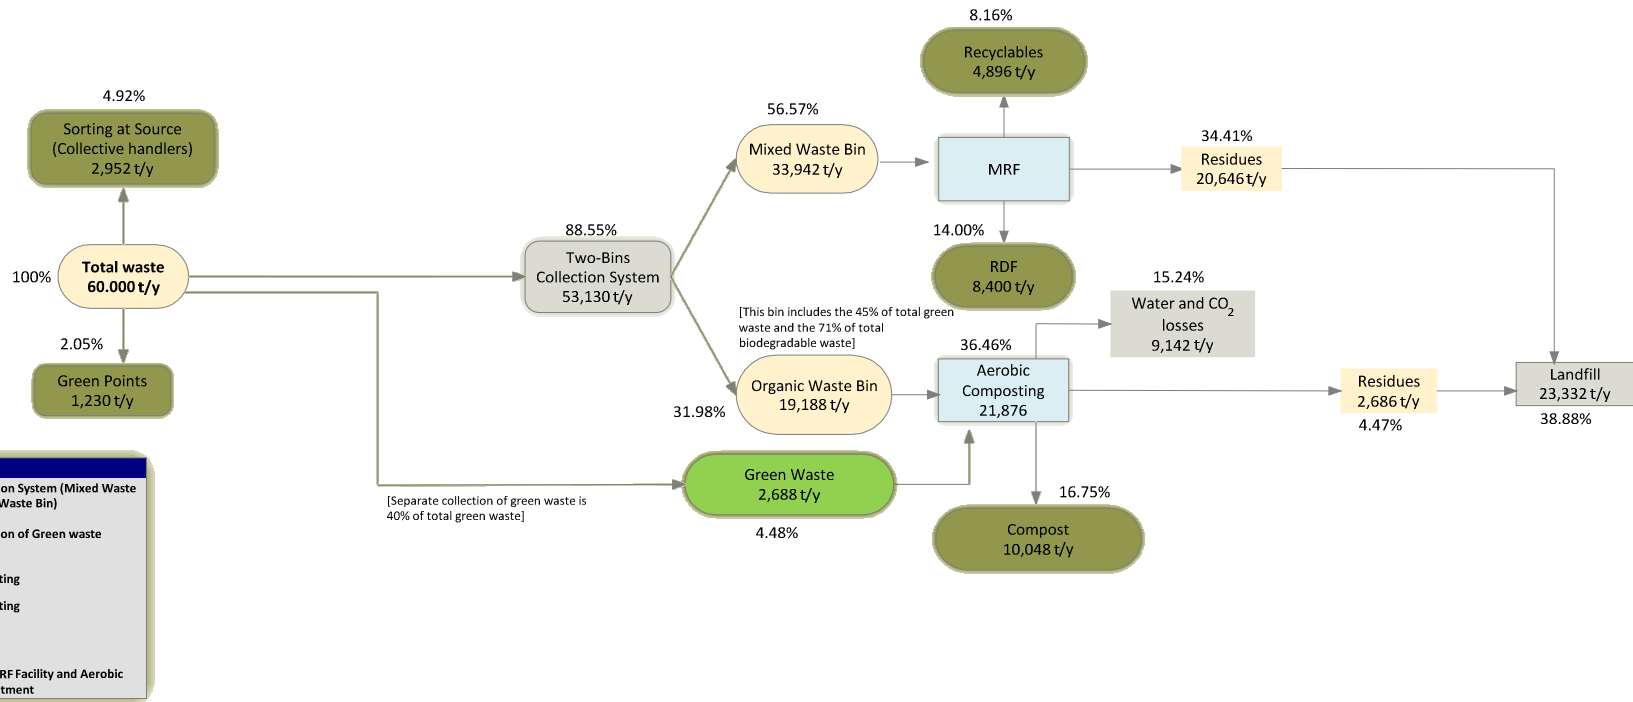 8.16%
Recyclables
4,896 t/y
4.92%
Sorting at Source
(Collective handlers)
2,952 t/y
56.57%
Mixed Waste Bin
33,942 t/y
MRF
34.41%
Residues
20,646 t/y
100%
Total waste
60.000 t/y
88.55%
Two-Bins
Collection System
53,130 t/y
14.00%
RDF
8,400 t/y
15.24%
Water and CO2
losses
9,142 t/y
[This bin includes the 45% of total green
waste and the 71% of total
biodegradable waste]
2.05%
Green Points
1,230 t/y
31.98%
Organic Waste Bin
19,188 t/y
36.46%
Aerobic
Composting
21,876
Residues
2,686 t/y
4.47%
Landfill
23,332 t/y
38.88%
Green Waste
2,688 t/y
4.48%
[Separate collection of green waste is
40% of total green waste]
16.75%
Compost
10,048 t/y
on System (Mixed Waste
Waste Bin)
on of Green waste
ting
ting
RF Facility and Aerobic
tment